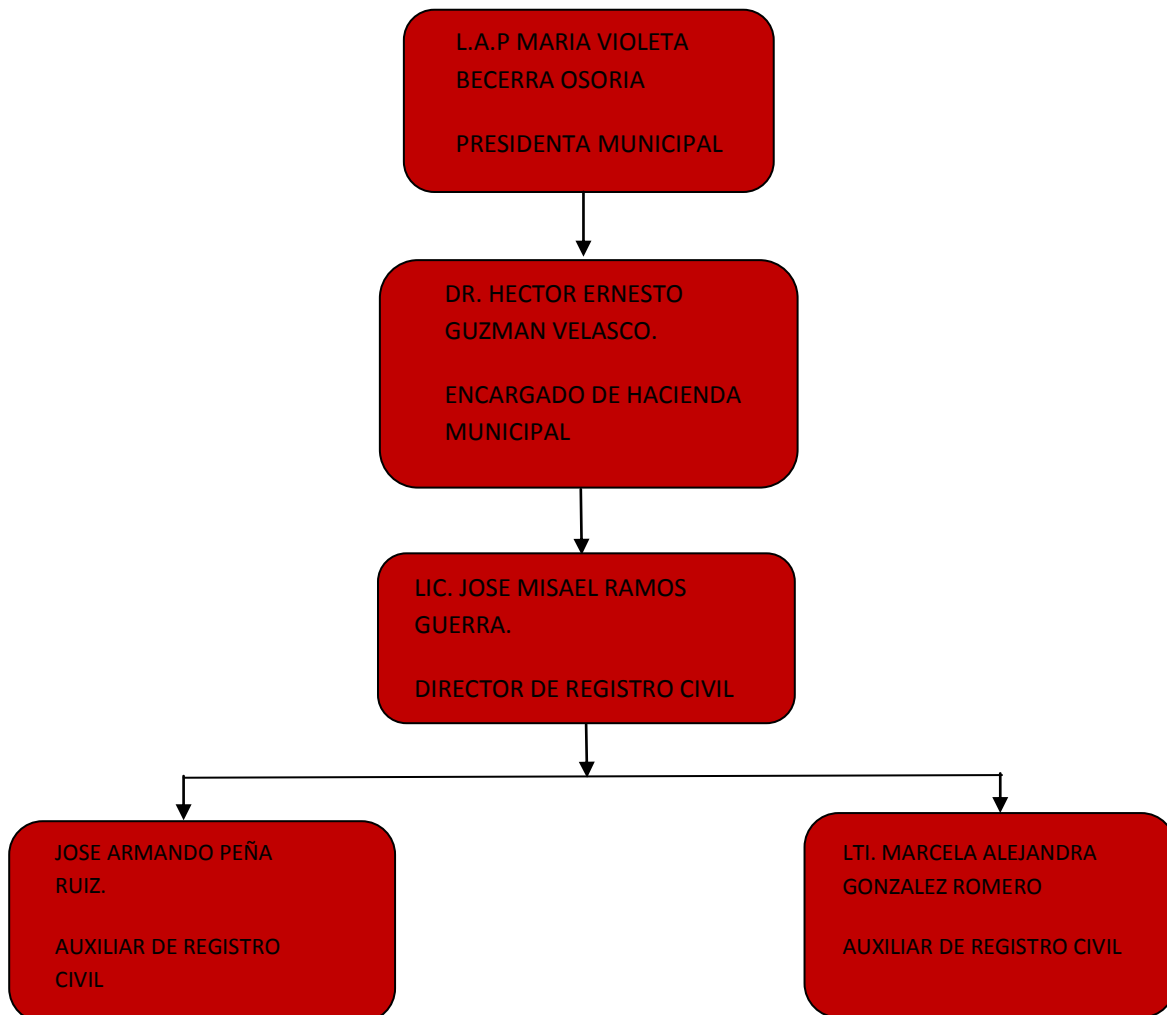 L.A.P MARIA VIOLETA
BECERRA OSORIA
PRESIDENTA MUNICIPAL
DR. HECTOR ERNESTO
GUZMAN VELASCO.
ENCARGADO DE HACIENDA
MUNICIPAL
LIC. JOSE MISAEL RAMOS
GUERRA.
DIRECTOR DE REGISTRO CIVIL
JOSE ARMANDO PEÑA
RUIZ.
AUXILIAR DE REGISTRO
CIVIL
LTI. MARCELA ALEJANDRA
GONZALEZ ROMERO
AUXILIAR DE REGISTRO CIVIL